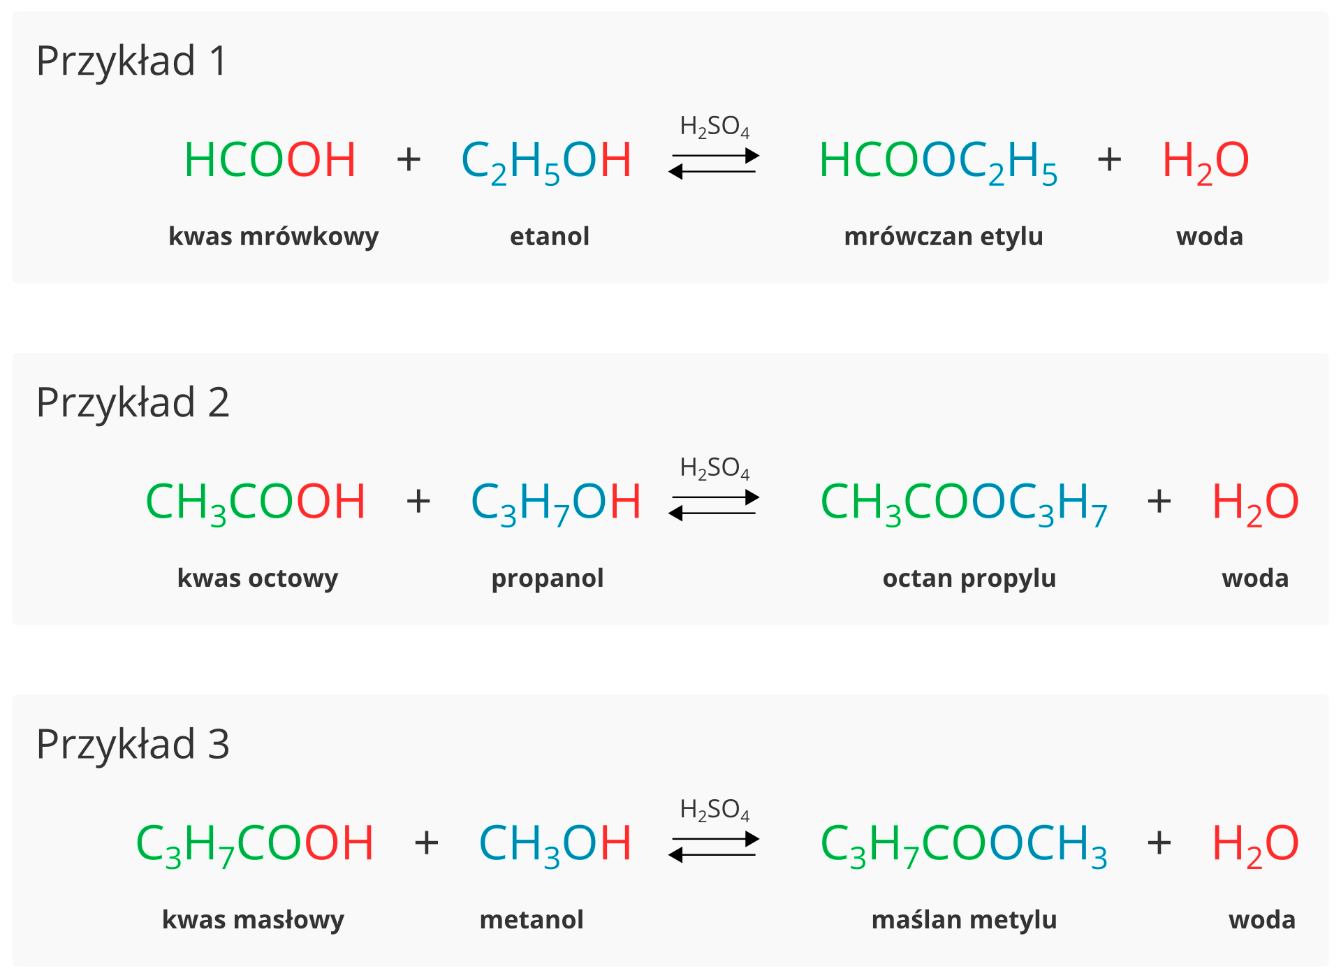 Przykład 1
H₂SO₄
HCOOH + C₂H₅OH ⇄ HCOOC₂H₅ + H₂O
kwas mrówkowy etanol mrówczan etylu woda
Przykład 2
H₂SO₄
CH₃COOH + C₃H₇OH ⇄ CH₃COOC₃H₇ + H₂O
kwas octowy propanol octan propylu woda
Przykład 3
H₂SO₄
C₃H₇COOH + CH₃OH ⇄ C₃H₇COOCH₃ + H₂O
kwas masłowy metanol maślan metylu woda